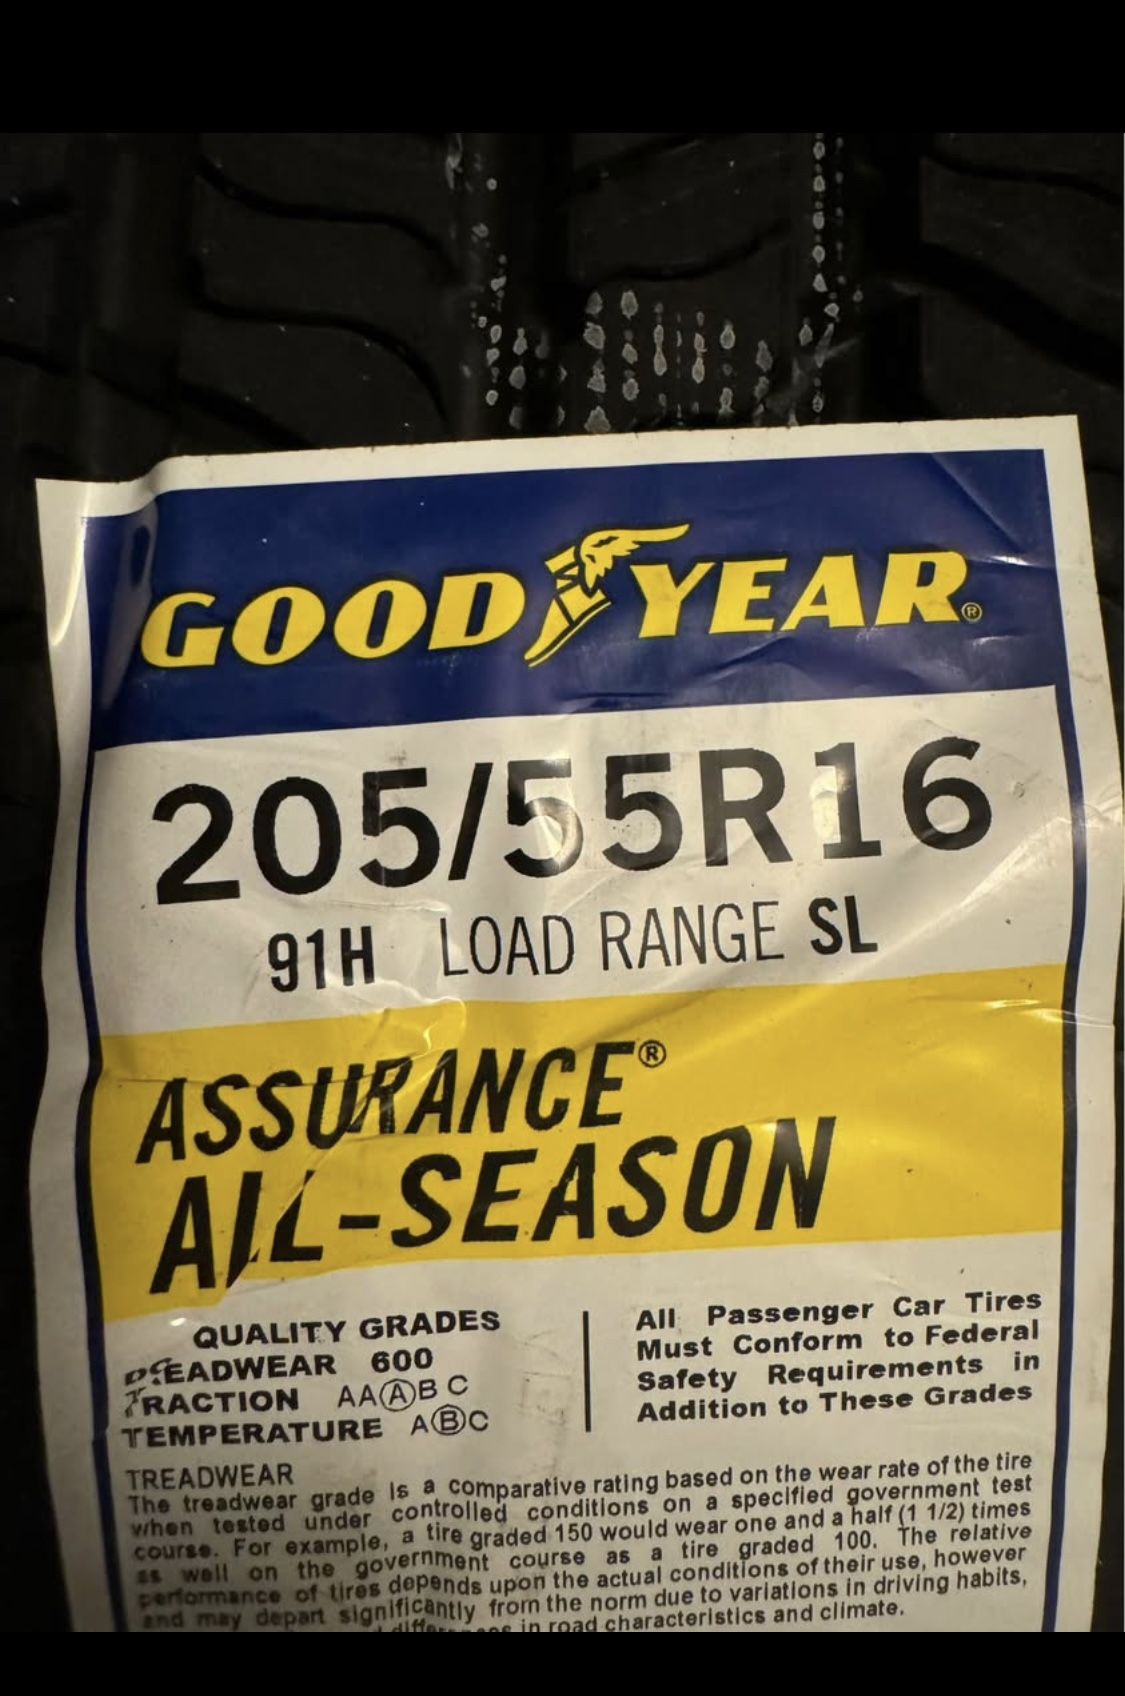 GOOD YEAR®
205/55R16
91H LOAD RANGE SL
ASSURANCE®
ALL-SEASON
QUALITY GRADES
TREADWEAR 600
TRACTION AA A B C
TEMPERATURE A B C
All Passenger Car Tires
Must Conform to Federal
Safety Requirements in
Addition to These Grades
TREADWEAR
The treadwear grade is a comparative rating based on the wear rate of the tire
when tested under controlled conditions on a specified government test
course. For example, a tire graded 150 would wear one and a half (1 1/2) times
as well on the government course as a tire graded 100. The relative
performance of tires depends upon the actual conditions of their use, however
and may depart significantly from the norm due to variations in driving habits,
in road characteristics and climate.